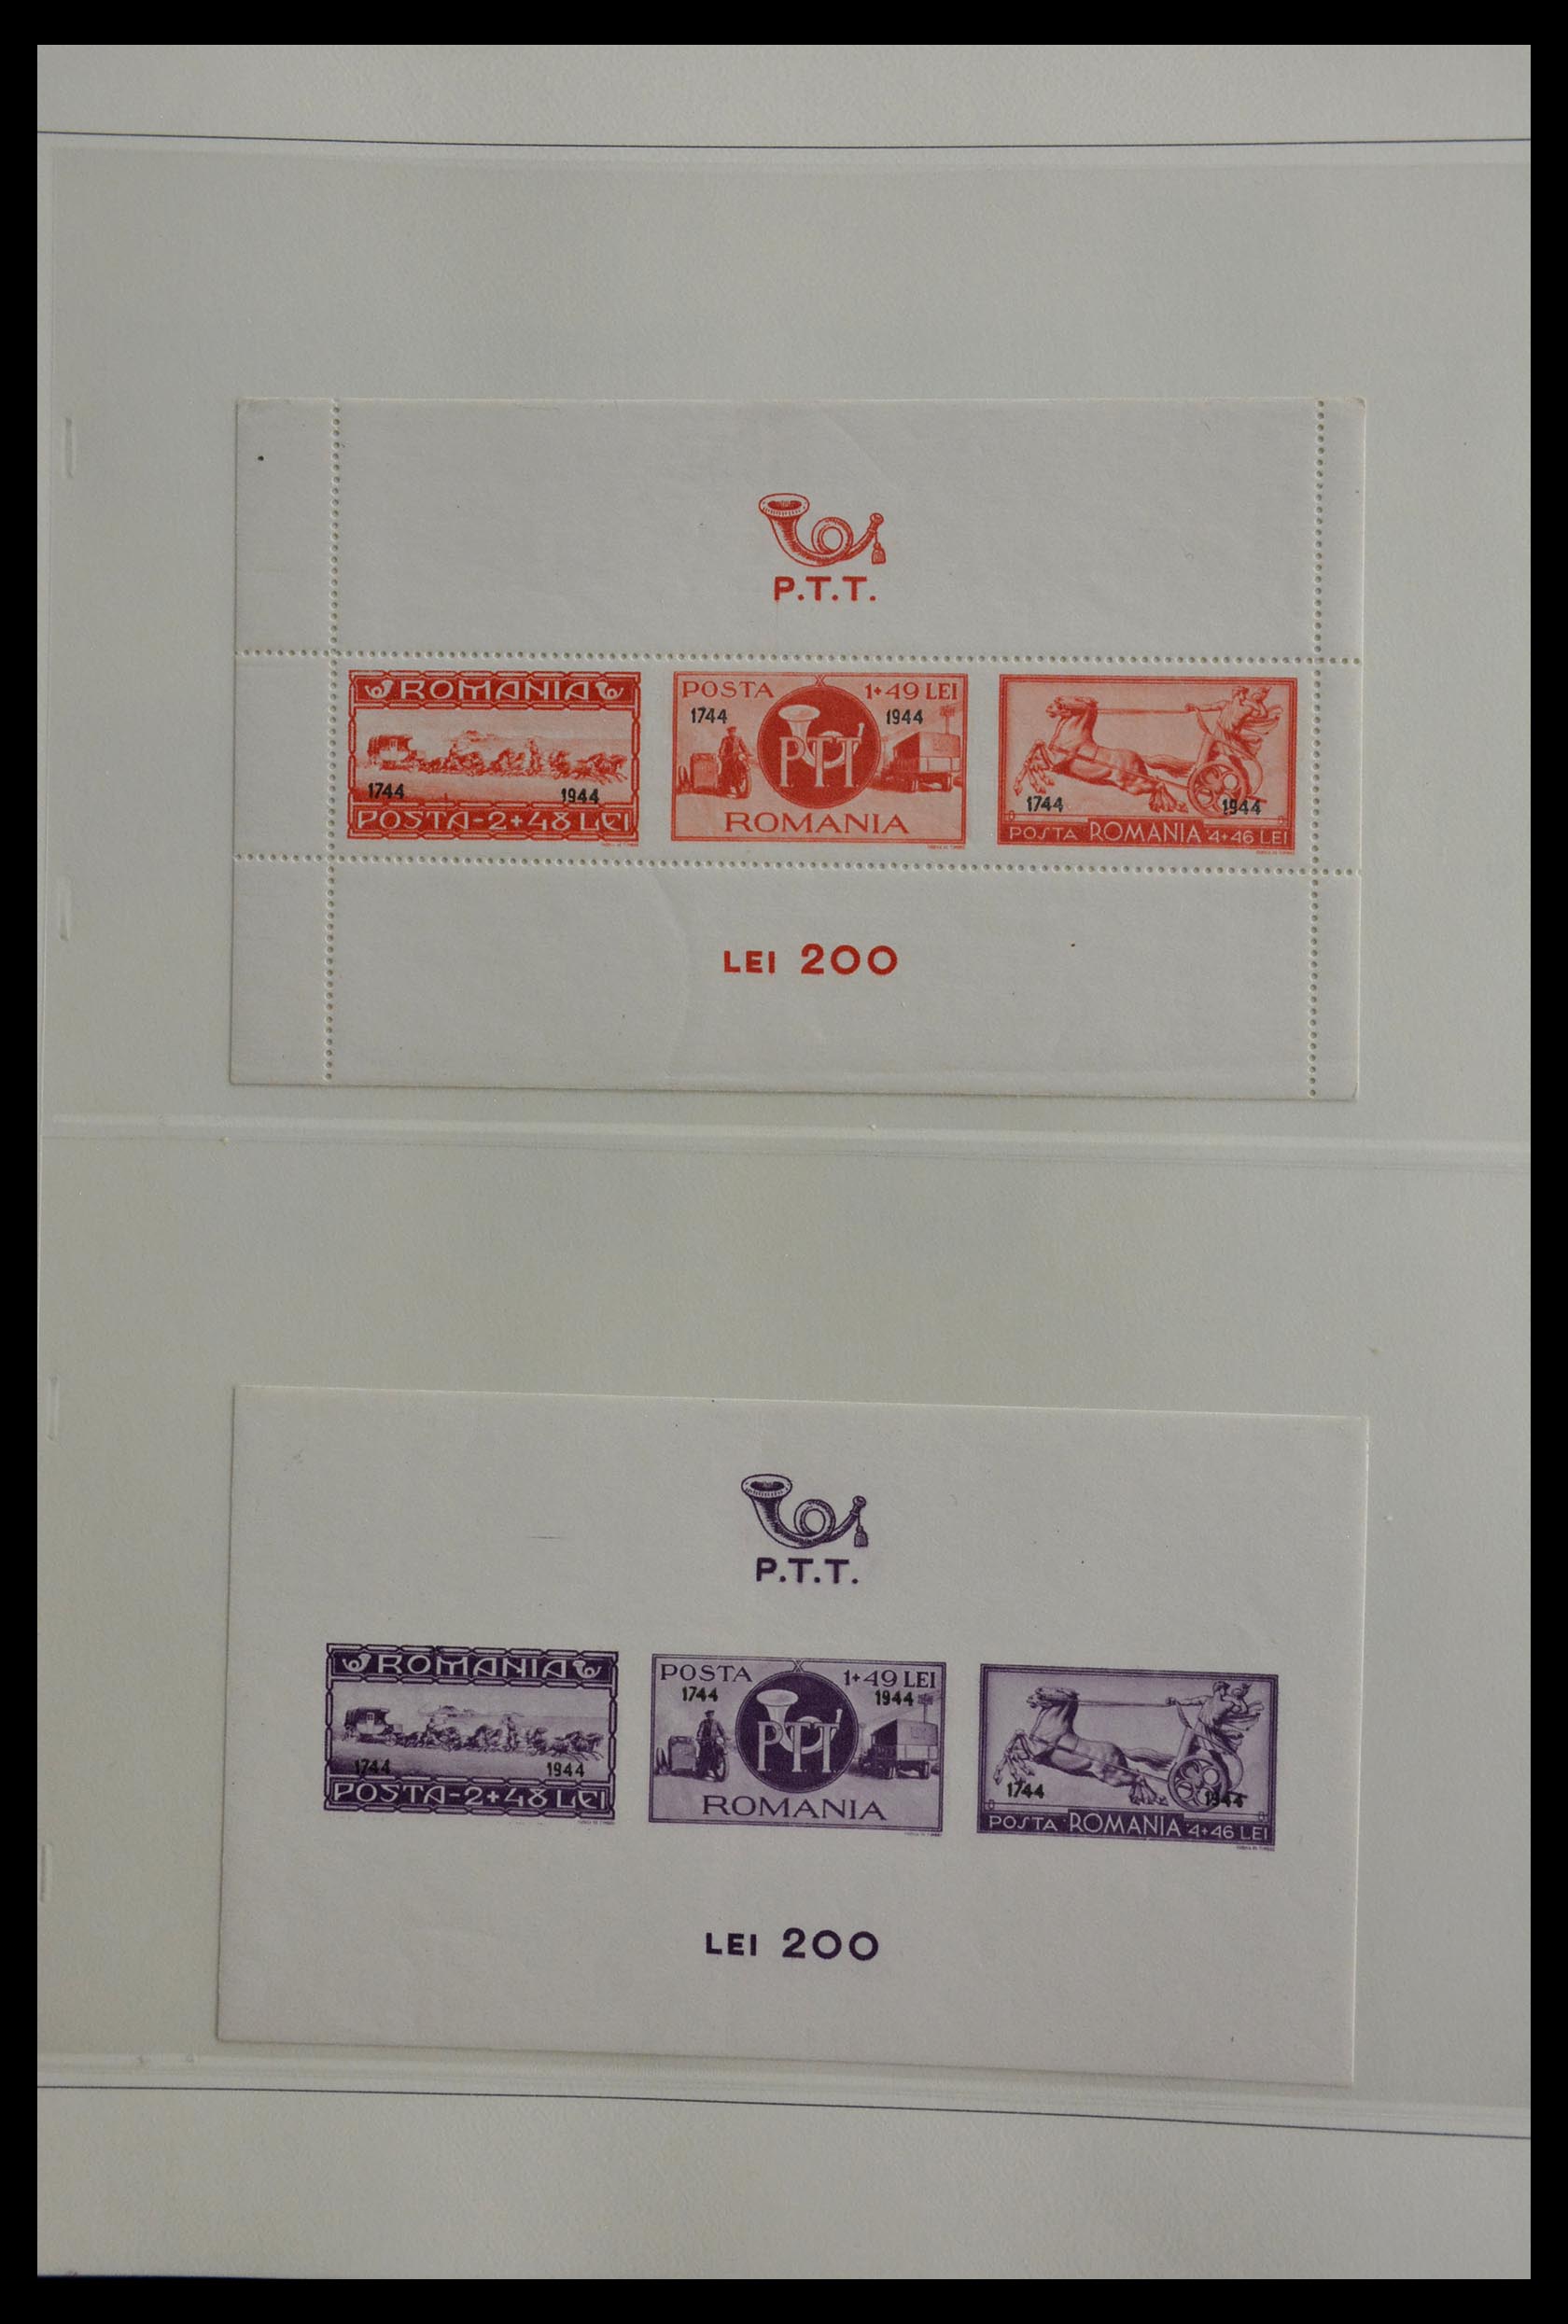 P.T.T.
ROMANIA
1744 1944
POSTA-2+48 LEI
POSTA 1+49 LEI
1744 1944
PTT
ROMANIA
1744 1944
POSTA ROMANIA 4+46 LEI
LEI 200
P.T.T.
ROMANIA
1744 1944
POSTA-2+48 LEI
POSTA 1+49 LEI
1744 1944
PTT
ROMANIA
1744 1944
POSTA ROMANIA 4+46 LEI
LEI 200